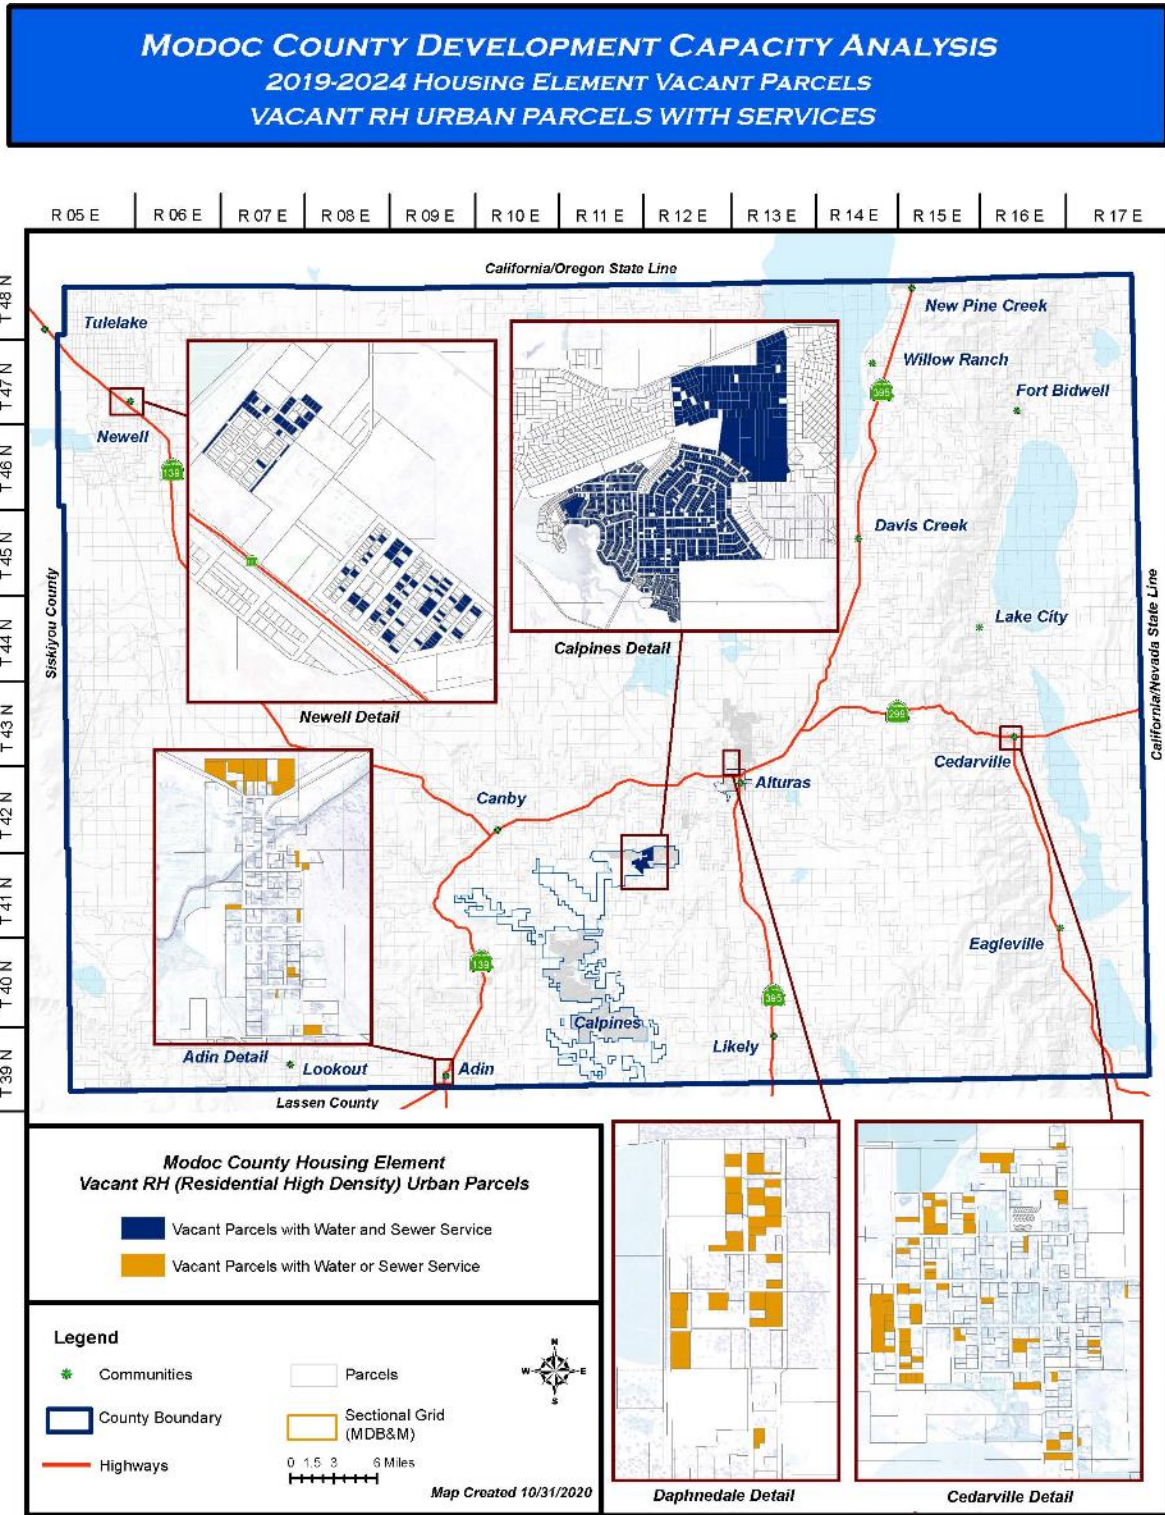 MODOC COUNTY DEVELOPMENT CAPACITY ANALYSIS
2019-2024 HOUSING ELEMENT VACANT PARCELS
VACANT RH URBAN PARCELS WITH SERVICES
R 05 E
R 06 E
R 07 E
R 08 E
R 09 E
R 10 E
R 11 E
R 12 E
R 13 E
R 14 E
R 15 E
R 16 E
R 17 E
T 48 N
T 47 N
T 46 N
T 45 N
T 44 N
T 43 N
T 42 N
T 41 N
T 40 N
T 39 N
California/Oregon State Line
Tulelake
New Pine Creek
Willow Ranch
395
Fort Bidwell
Newell
139
Davis Creek
Siskiyou County
Lake City
California/Nevada State Line
Calpines Detail
Newell Detail
299
Cedarville
Alturas
Canby
Eagleville
139
395
Calpines
Likely
Adin Detail
Lookout
Adin
Lassen County
Modoc County Housing Element
Vacant RH (Residential High Density) Urban Parcels
Vacant Parcels with Water and Sewer Service
Vacant Parcels with Water or Sewer Service
Legend
Communities
Parcels
County Boundary
Sectional Grid
(MDB&M)
Highways
0 1.5 3 6 Miles
N
W E
S
Map Created 10/31/2020
Daphnedale Detail
Cedarville Detail